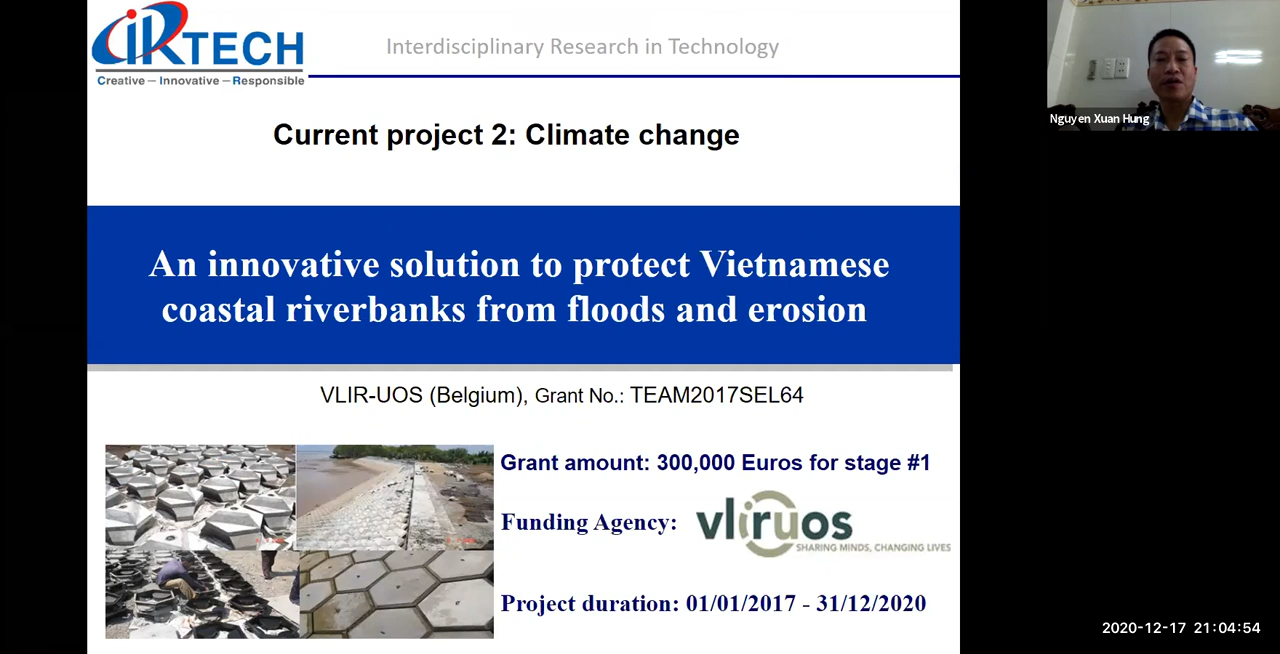 CiRTECH
Creative – Innovative – Responsible
Interdisciplinary Research in Technology
Nguyen Xuan Hung
Current project 2: Climate change
An innovative solution to protect Vietnamese
coastal riverbanks from floods and erosion
VLIR-UOS (Belgium), Grant No.: TEAM2017SEL64
Grant amount: 300,000 Euros for stage #1
Funding Agency:
vliruos
SHARING MINDS, CHANGING LIVES
Project duration: 01/01/2017 - 31/12/2020
2020-12-17 21:04:54